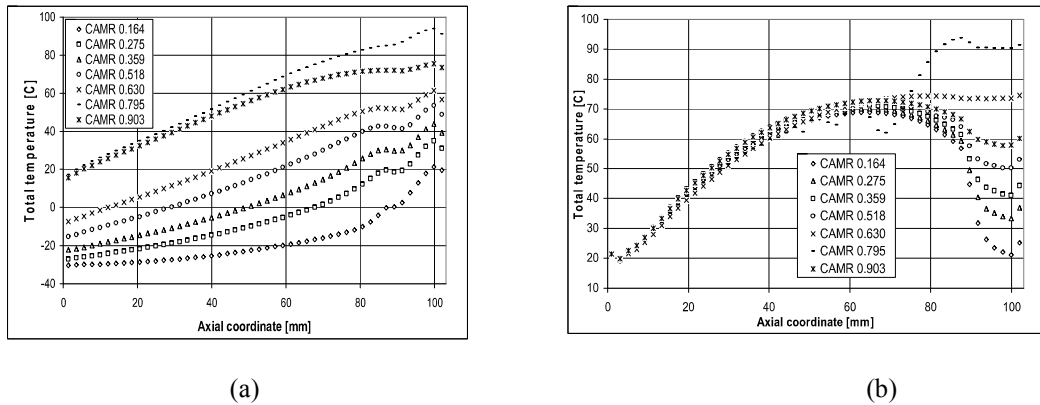 CAMR 0.164
CAMR 0.275
CAMR 0.359
CAMR 0.518
CAMR 0.630
CAMR 0.795
CAMR 0.903
100
80
60
40
20
0
-20
-40
Total temperature [C]
0 20 40 60 80 100
Axial coordinate [mm]
(a)
100
90
80
70
60
50
40
30
20
10
Total temperature [C]
CAMR 0.164
CAMR 0.275
CAMR 0.359
CAMR 0.518
CAMR 0.630
CAMR 0.795
CAMR 0.903
0 20 40 60 80 100
Axial coordinate [mm]
(b)